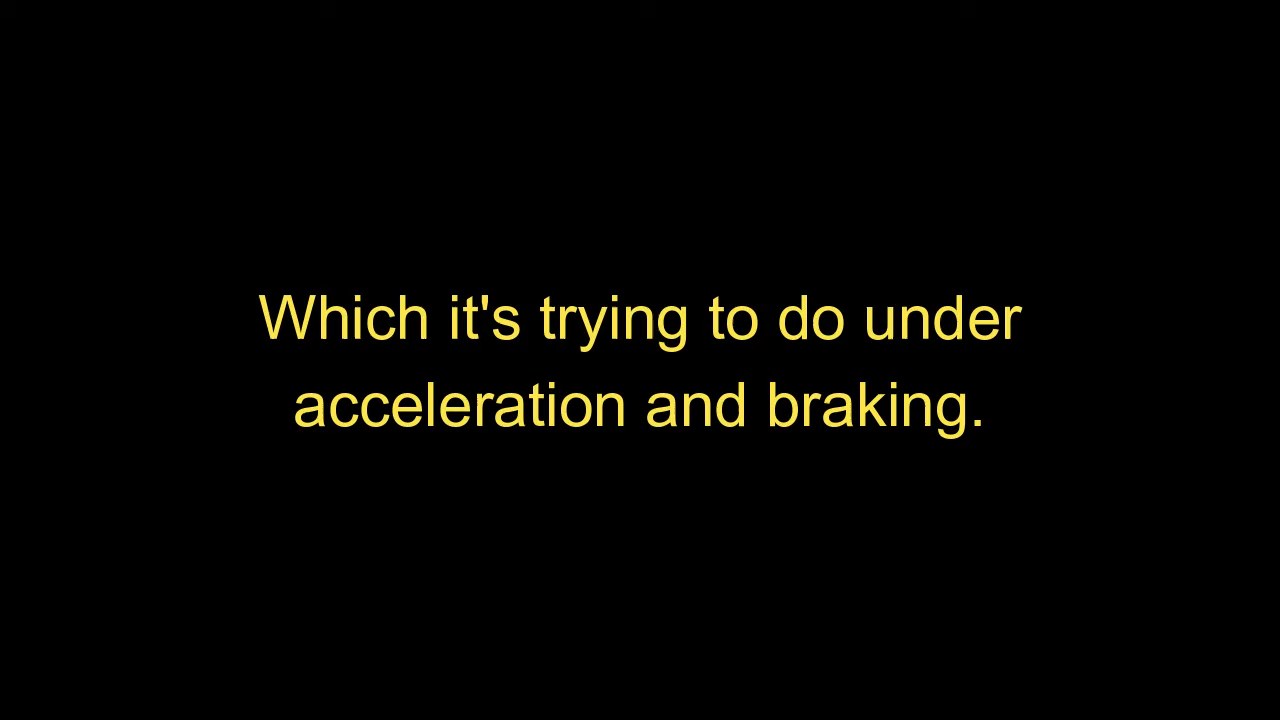 Which it's trying to do under
acceleration and braking.